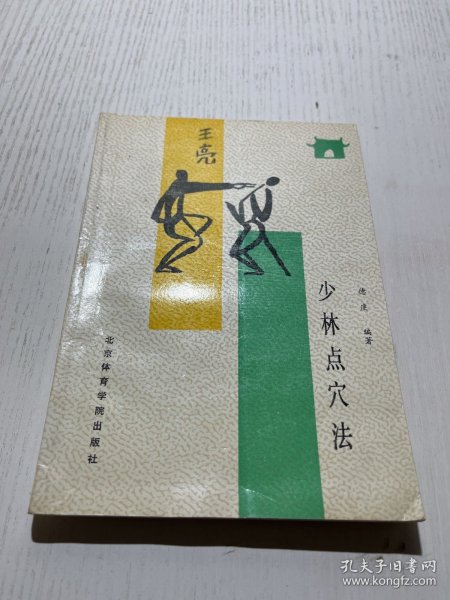 王亮
少林点穴法
德虔 编著
北京体育学院出版社
孔夫子旧书网
www.kongfz.com